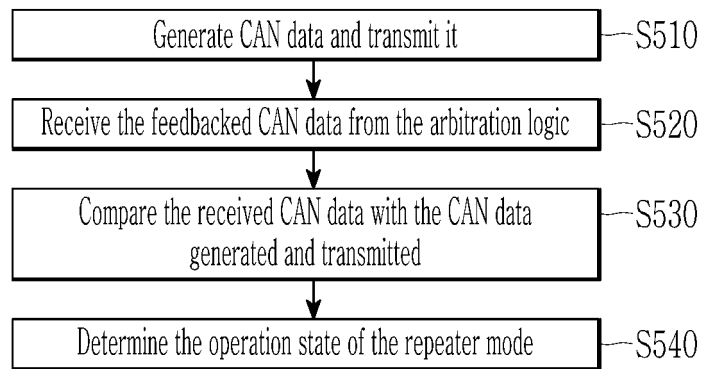 Generate CAN data and transmit it
S510
Receive the feedbacked CAN data from the arbitration logic
S520
Compare the received CAN data with the CAN data
generated and transmitted
S530
Determine the operation state of the repeater mode
S540